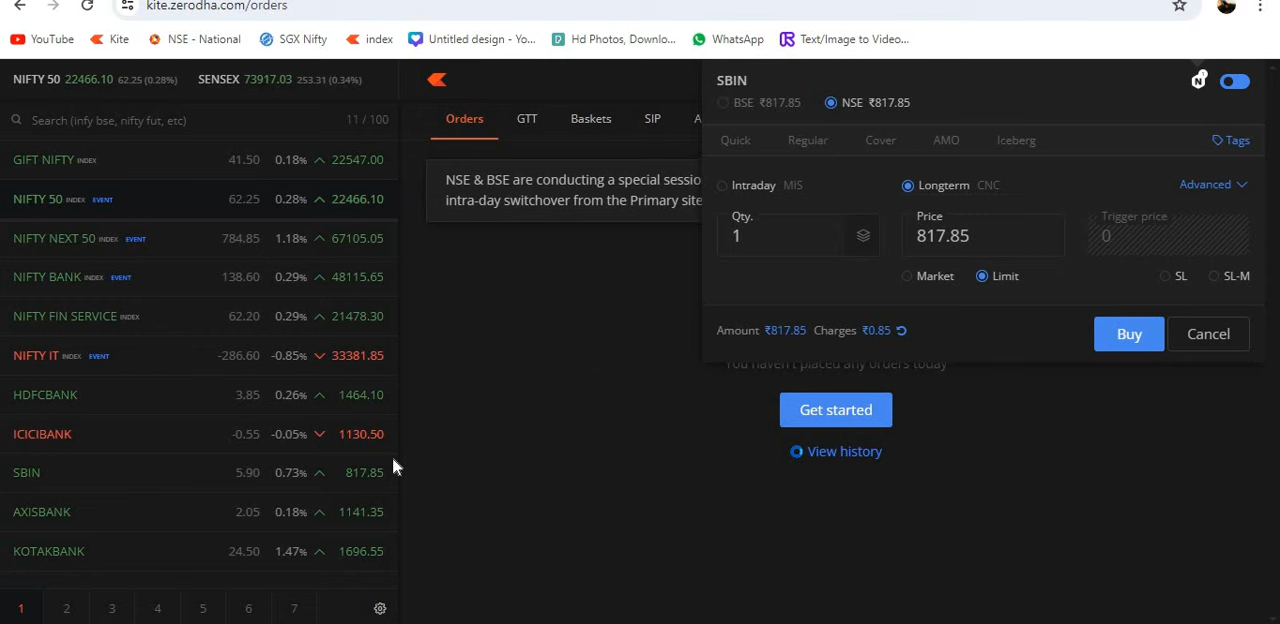 kite.zerodha.com/orders
YouTube Kite NSE - National SGX Nifty index Untitled design - Yo... Hd Photos, Downlo... WhatsApp Text/Image to Video...
NIFTY 50 22466.10 62.25 (0.28%) SENSEX 73917.03 253.31 (0.34%)
Search (infy bse, nifty fut, etc) 11 / 100
GIFT NIFTY INDEX 41.50 0.18% 22547.00
NIFTY 50 INDEX EVENT 62.25 0.28% 22466.10
NIFTY NEXT 50 INDEX EVENT 784.85 1.18% 67105.05
NIFTY BANK INDEX EVENT 138.60 0.29% 48115.65
NIFTY FIN SERVICE INDEX 62.20 0.29% 21478.30
NIFTY IT INDEX EVENT -286.60 -0.85% 33381.85
HDFCBANK 3.85 0.26% 1464.10
ICICIBANK -0.55 -0.05% 1130.50
SBIN 5.90 0.73% 817.85
AXISBANK 2.05 0.18% 1141.35
KOTAKBANK 24.50 1.47% 1696.55
1 2 3 4 5 6 7
Orders GTT Baskets SIP A
NSE & BSE are conducting a special sessio
intra-day switchover from the Primary site
You haven't placed any orders today
Get started
View history
SBIN
N
BSE ₹817.85 NSE ₹817.85
Quick Regular Cover AMO Iceberg Tags
Intraday MIS Longterm CNC Advanced
Qty. Price Trigger price
1 817.85 0
Market Limit SL SL-M
Amount ₹817.85 Charges ₹0.85 Buy Cancel